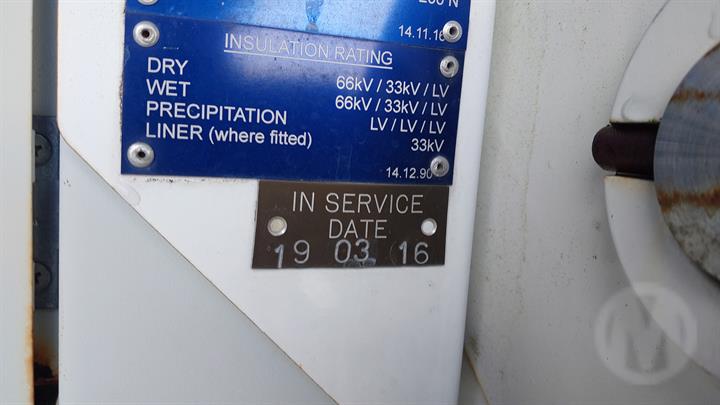 200 N
14.11.16
INSULATION RATING
DRY 66kV / 33kV / LV
WET 66kV / 33kV / LV
PRECIPITATION LV / LV / LV
LINER (where fitted) 33kV
14.12.90
IN SERVICE
DATE
19 03 16
M